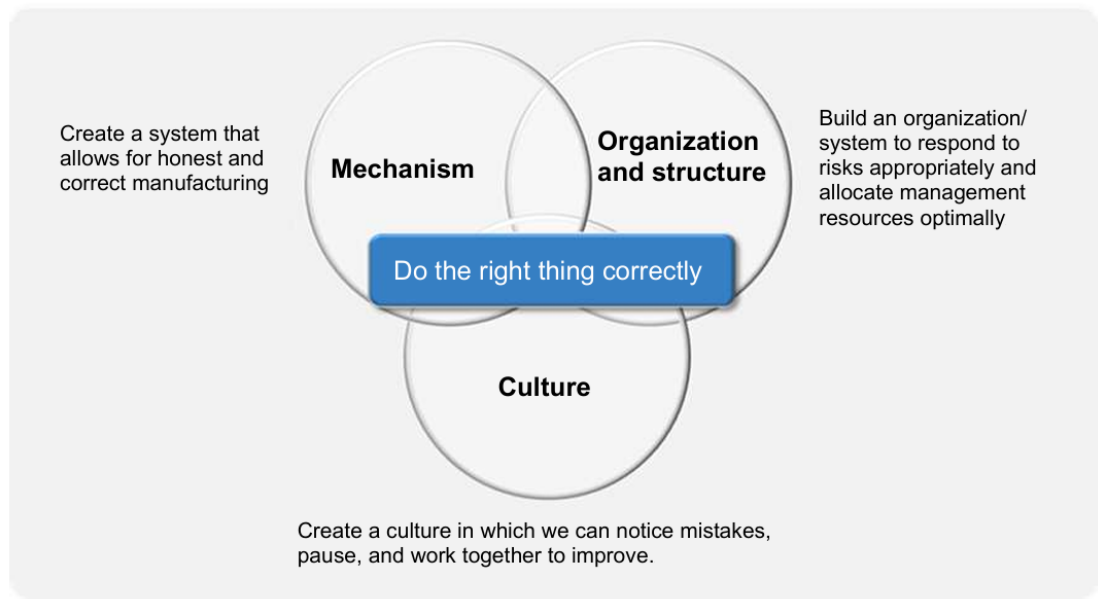 Create a system that
allows for honest and
correct manufacturing
Mechanism
Organization
and structure
Build an organization/
system to respond to
risks appropriately and
allocate management
resources optimally
Do the right thing correctly
Culture
Create a culture in which we can notice mistakes,
pause, and work together to improve.